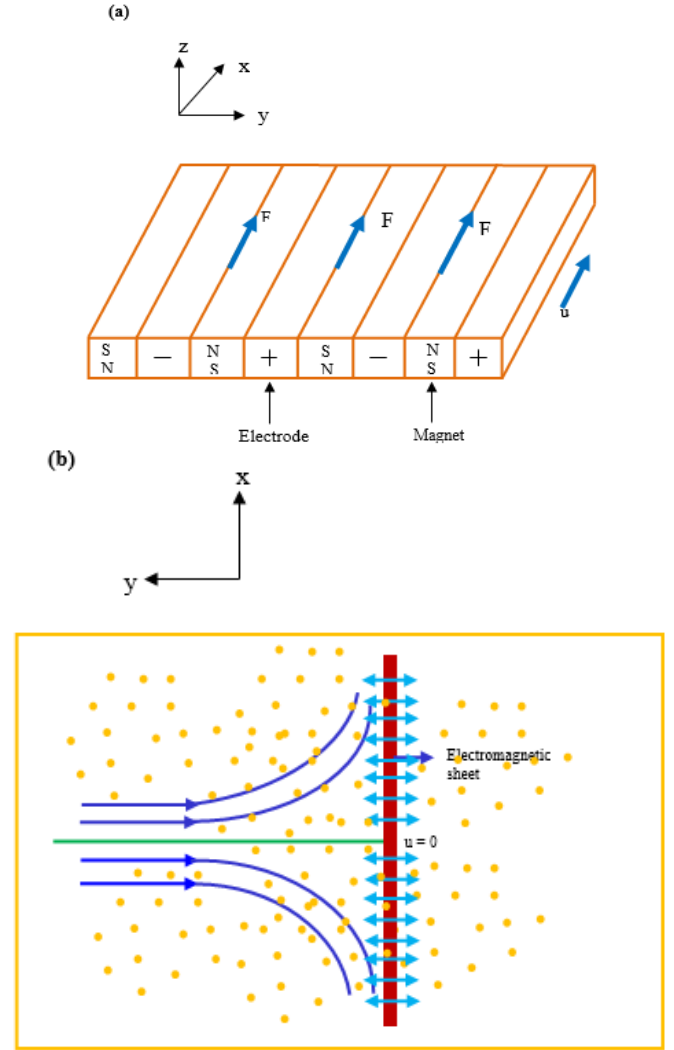 (a)
z
x
y
F
F
F
u
S
N
−
N
S
+
S
N
−
N
S
+
Electrode
Magnet
(b)
x
y
Electromagnetic
sheet
u = 0